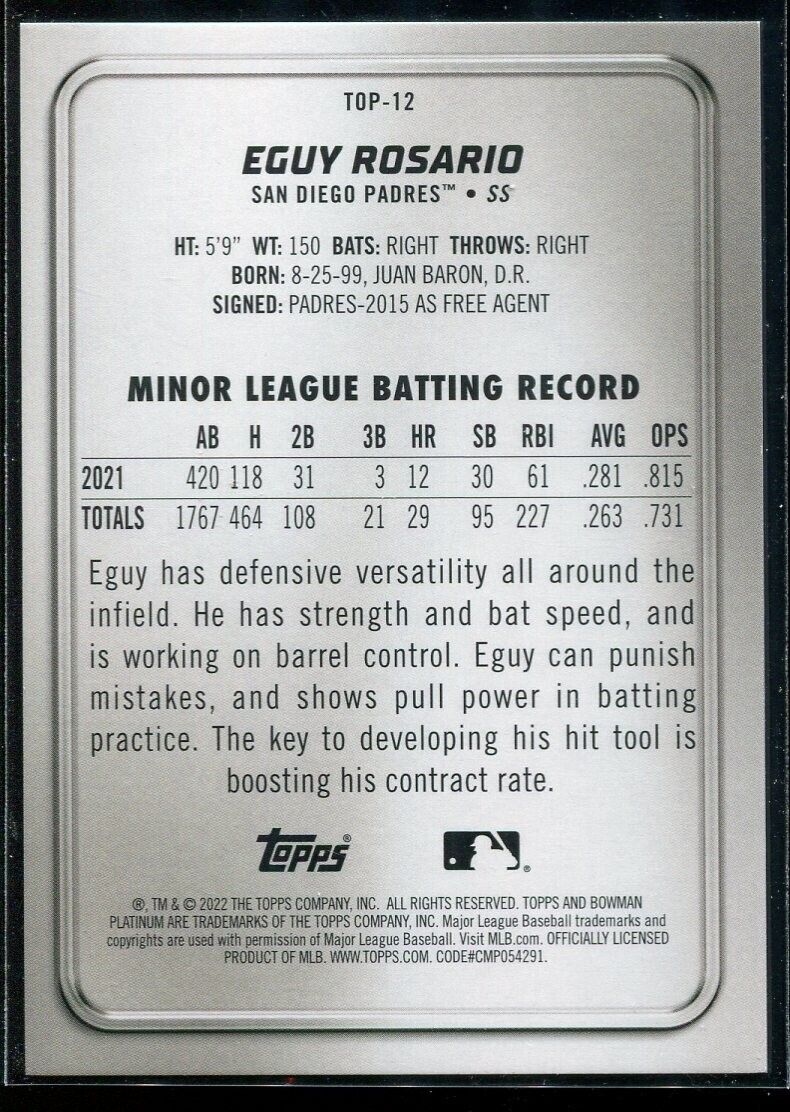 TOP-12
EGUY ROSARIO
SAN DIEGO PADRES™ • SS
HT: 5'9" WT: 150 BATS: RIGHT THROWS: RIGHT
BORN: 8-25-99, JUAN BARON, D.R.
SIGNED: PADRES-2015 AS FREE AGENT
MINOR LEAGUE BATTING RECORD
AB H 2B 3B HR SB RBI AVG OPS
2021 420 118 31 3 12 30 61 .281 .815
TOTALS 1767 464 108 21 29 95 227 .263 .731
Eguy has defensive versatility all around the
infield. He has strength and bat speed, and
is working on barrel control. Eguy can punish
mistakes, and shows pull power in batting
practice. The key to developing his hit tool is
boosting his contract rate.
topps®
®, TM & © 2022 THE TOPPS COMPANY, INC. ALL RIGHTS RESERVED. TOPPS AND BOWMAN
PLATINUM ARE TRADEMARKS OF THE TOPPS COMPANY, INC. Major League Baseball trademarks and
copyrights are used with permission of Major League Baseball. Visit MLB.com. OFFICIALLY LICENSED
PRODUCT OF MLB. WWW.TOPPS.COM. CODE#CMP054291.